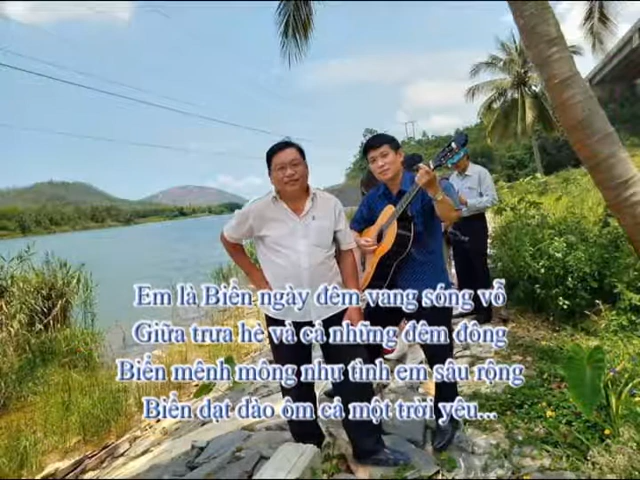 Em là Biển ngày đêm vang sóng vỗ
Giữa trưa hè và cả những đêm đông
Biển mênh mông như tình em sâu rộng
Biển dạt dào ôm cả một trời yêu...